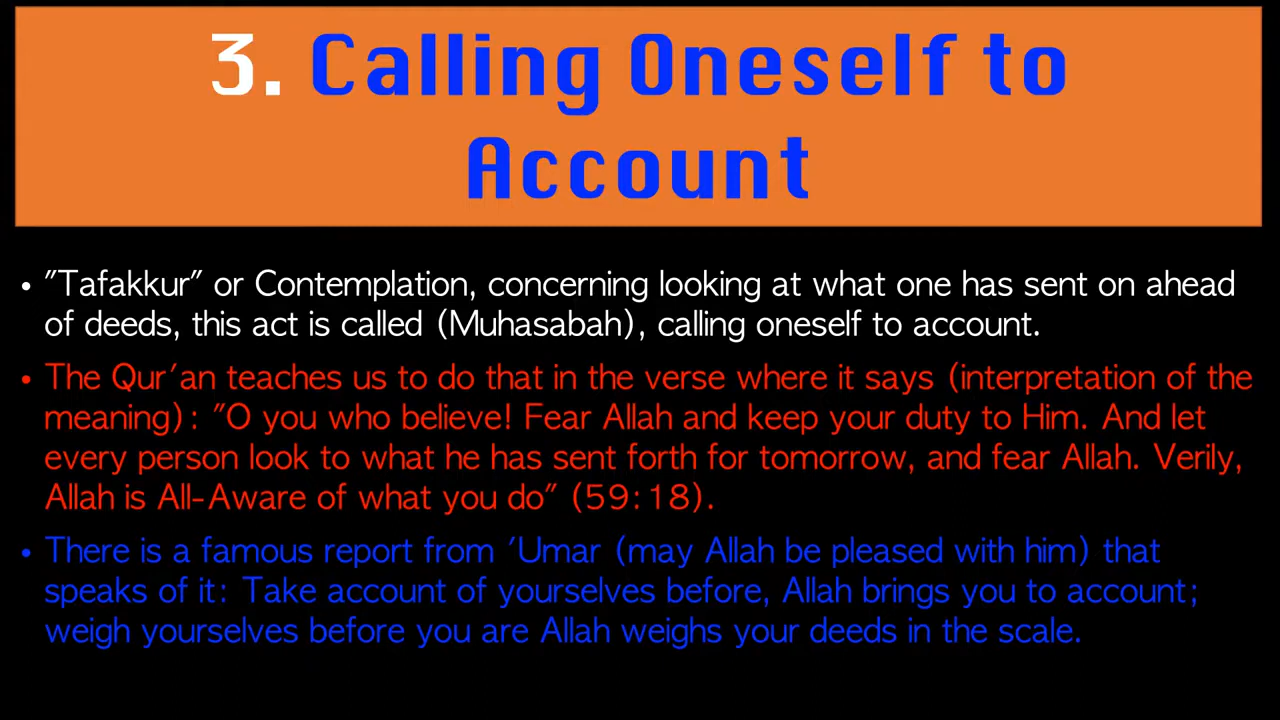 3. Calling Oneself to
Account
• "Tafakkur" or Contemplation, concerning looking at what one has sent on ahead
of deeds, this act is called (Muhasabah), calling oneself to account.
• The Qur'an teaches us to do that in the verse where it says (interpretation of the
meaning): "O you who believe! Fear Allah and keep your duty to Him. And let
every person look to what he has sent forth for tomorrow, and fear Allah. Verily,
Allah is All-Aware of what you do" (59:18).
• There is a famous report from 'Umar (may Allah be pleased with him) that
speaks of it: Take account of yourselves before, Allah brings you to account;
weigh yourselves before you are Allah weighs your deeds in the scale.